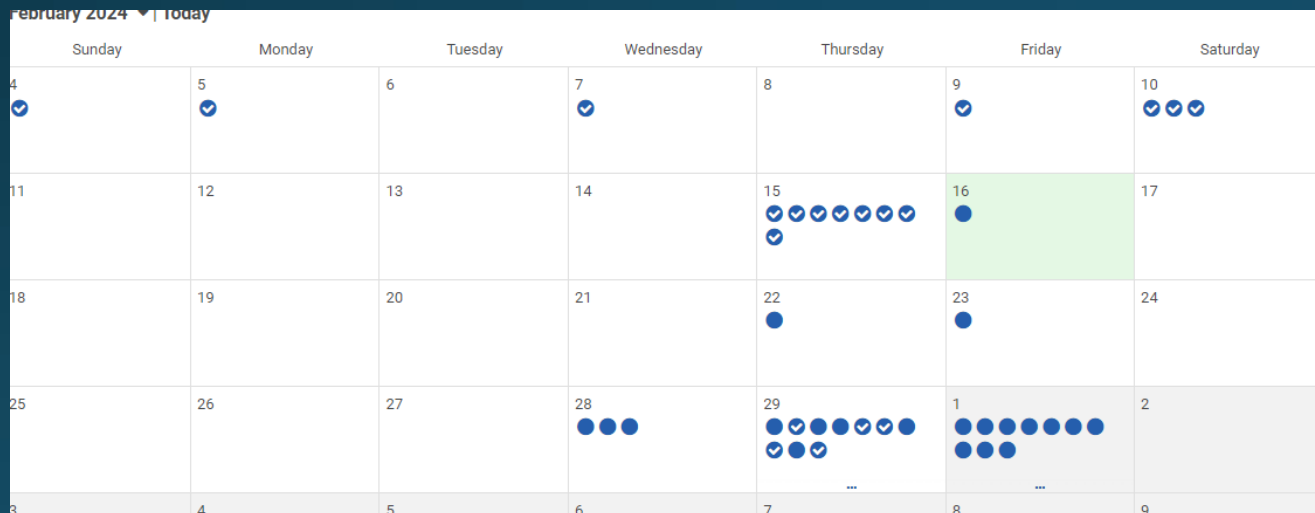 February 2024 | Today
Sunday Monday Tuesday Wednesday Thursday Friday Saturday
4 5 6 7 8 9 10
11 12 13 14 15 16 17
18 19 20 21 22 23 24
25 26 27 28 29 1 2
... ...
3 4 5 6 7 8 9